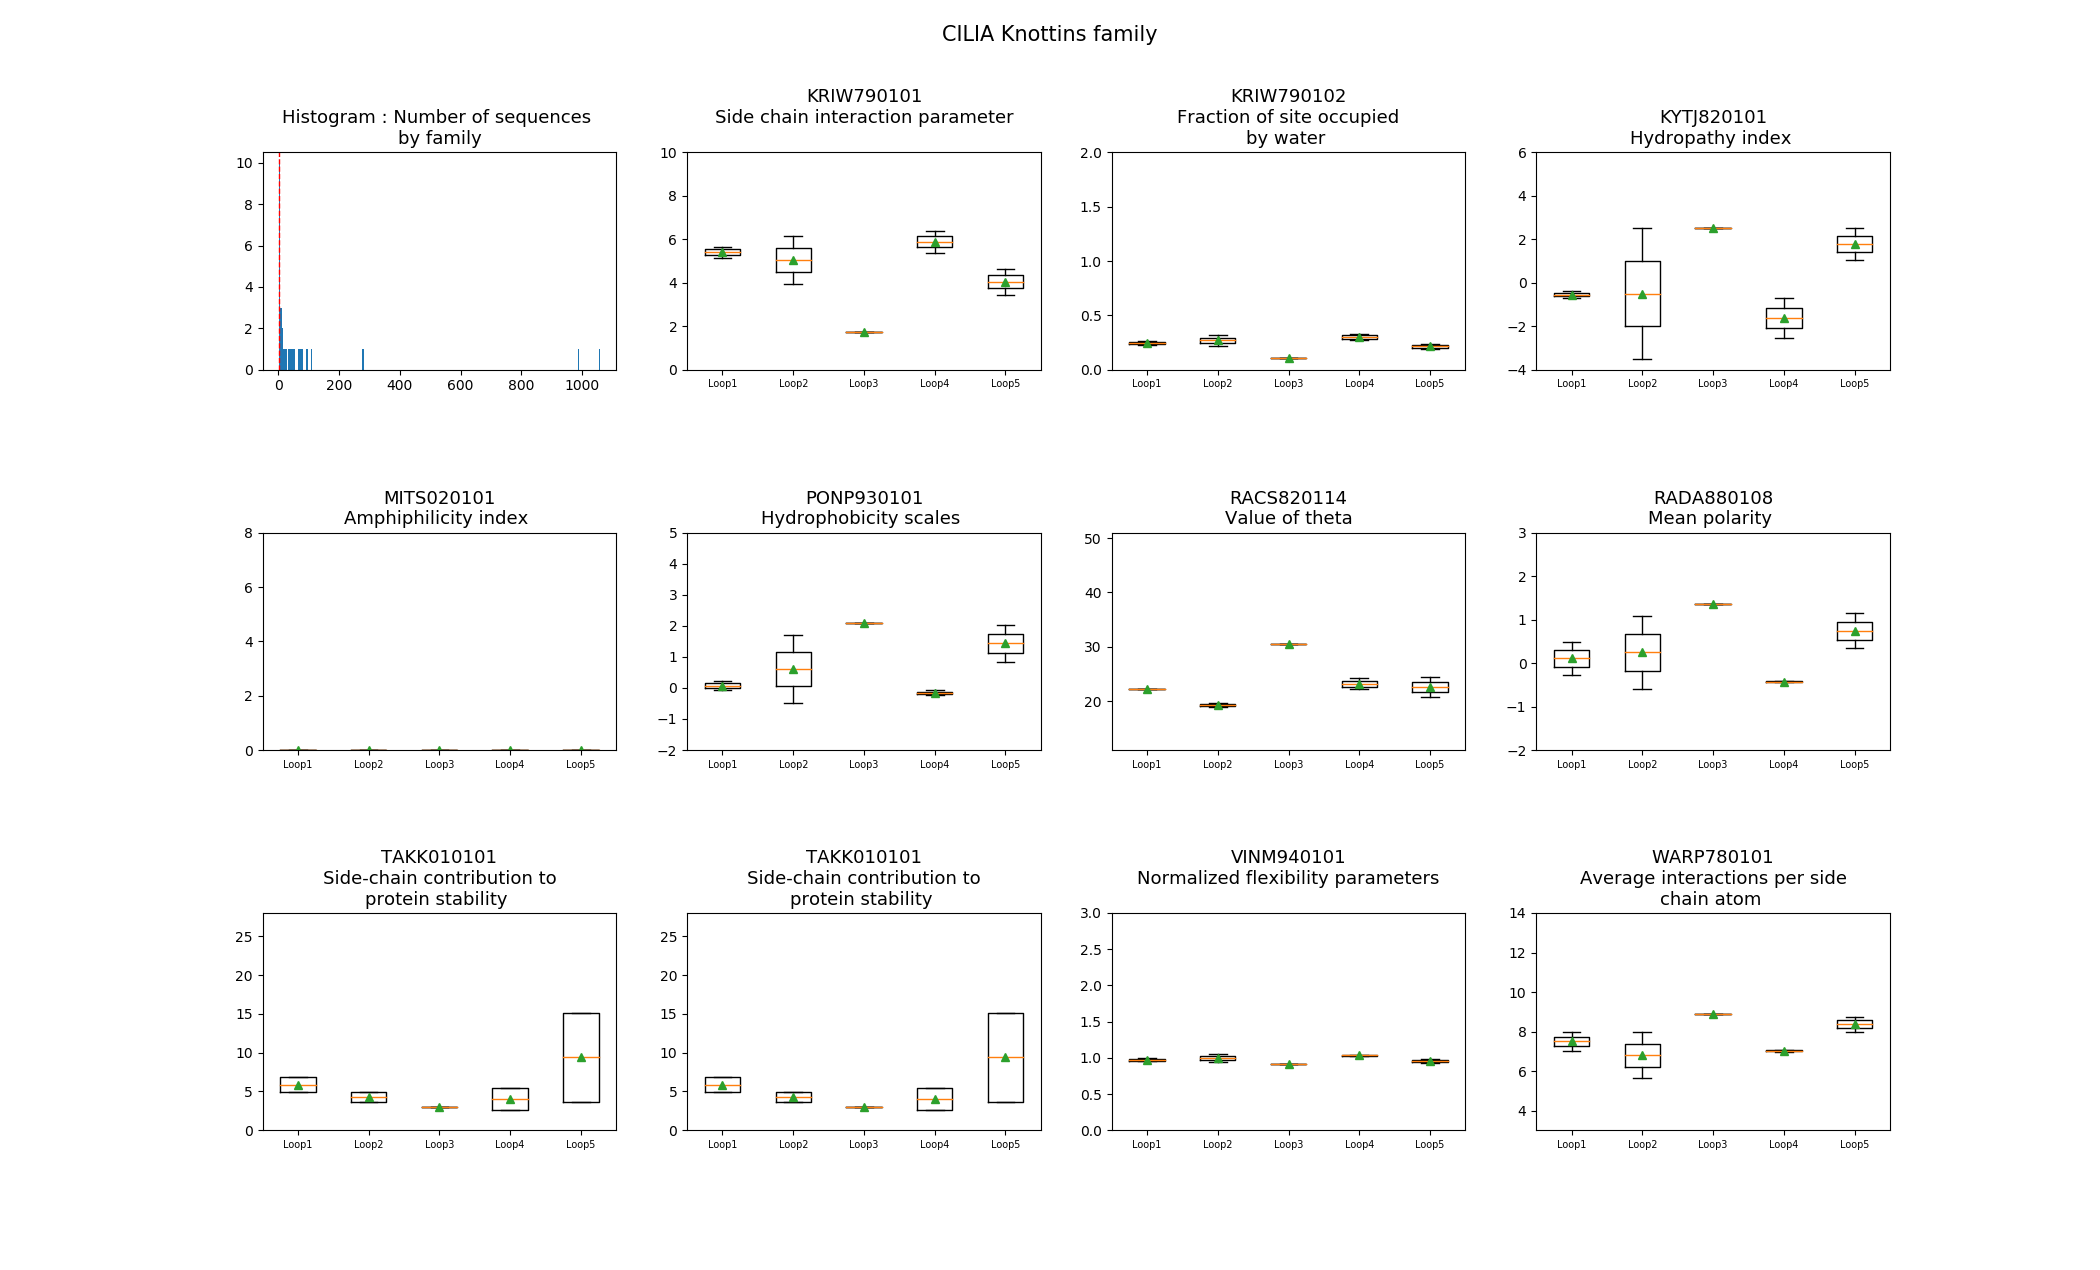 CILIA Knottins family
Histogram : Number of sequences
by family
10
8
6
4
2
0
0 200 400 600 800 1000
KRIW790101
Side chain interaction parameter
10
8
6
4
2
0
Loop1 Loop2 Loop3 Loop4 Loop5
KRIW790102
Fraction of site occupied
by water
2.0
1.5
1.0
0.5
0.0
Loop1 Loop2 Loop3 Loop4 Loop5
KYTJ820101
Hydropathy index
6
4
2
0
−2
−4
Loop1 Loop2 Loop3 Loop4 Loop5
MITS020101
Amphiphilicity index
8
6
4
2
0
Loop1 Loop2 Loop3 Loop4 Loop5
PONP930101
Hydrophobicity scales
5
4
3
2
1
0
−1
−2
Loop1 Loop2 Loop3 Loop4 Loop5
RACS820114
Value of theta
50
40
30
20
Loop1 Loop2 Loop3 Loop4 Loop5
RADA880108
Mean polarity
3
2
1
0
−1
−2
Loop1 Loop2 Loop3 Loop4 Loop5
TAKK010101
Side-chain contribution to
protein stability
25
20
15
10
5
0
Loop1 Loop2 Loop3 Loop4 Loop5
TAKK010101
Side-chain contribution to
protein stability
25
20
15
10
5
0
Loop1 Loop2 Loop3 Loop4 Loop5
VINM940101
Normalized flexibility parameters
3.0
2.5
2.0
1.5
1.0
0.5
0.0
Loop1 Loop2 Loop3 Loop4 Loop5
WARP780101
Average interactions per side
chain atom
14
12
10
8
6
4
Loop1 Loop2 Loop3 Loop4 Loop5